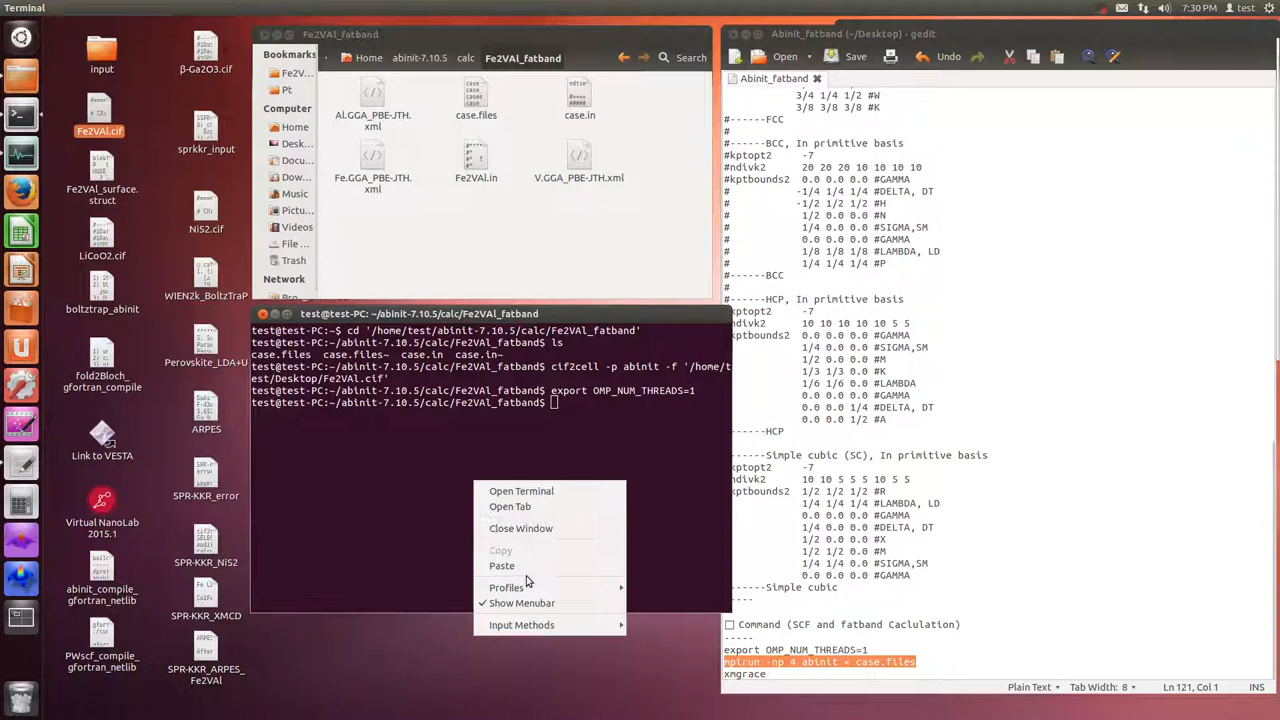 Terminal
7:30 PM
test
input
Fe2VAl.cif
Fe2VAl_surface.
struct
LiCoO2.cif
boltztrap_abinit
fold2Bloch_
gfortran_compile
Link to VESTA
Virtual NanoLab
2015.1
abinit_compile_
gfortran_netlib
PWscf_compile_
gfortran_netlib
β-Ga2O3.cif
sprkkr_input
NiS2.cif
WIEN2k_BoltzTraP
Perovskite_LDA+U
ARPES
SPR-KKR_error
SPR-KKR_NiS2
SPR-KKR_XMCD
SPR-KKR_ARPES_
Fe2VAl
Fe2VAl_fatband
Bookmarks
Fe2V...
Pt
Computer
Home
Desk...
Docu...
Dow...
Music
Pictu...
Videos
File ...
Trash
Network
Home
abinit-7.10.5
calc
Fe2VAl_fatband
Search
Al.GGA_PBE-JTH.
xml
case.files
case.in
Fe.GGA_PBE-JTH.
xml
Fe2VAl.in
V.GGA_PBE-JTH.xml
test@test-PC: ~/abinit-7.10.5/calc/Fe2VAl_fatband
test@test-PC:~$ cd '/home/test/abinit-7.10.5/calc/Fe2VAl_fatband'
test@test-PC:~/abinit-7.10.5/calc/Fe2VAl_fatband$ ls
case.files  case.files~  case.in  case.in~
test@test-PC:~/abinit-7.10.5/calc/Fe2VAl_fatband$ cif2cell -p abinit -f '/home/t
est/Desktop/Fe2VAl.cif'
test@test-PC:~/abinit-7.10.5/calc/Fe2VAl_fatband$ export OMP_NUM_THREADS=1
test@test-PC:~/abinit-7.10.5/calc/Fe2VAl_fatband$
Open Terminal
Open Tab
Close Window
Copy
Paste
Profiles
Show Menubar
Input Methods
Abinit_fatband (~/Desktop) - gedit
Open
Save
Undo
Abinit_fatband
3/4 1/4 1/2 #W
3/8 3/8 3/8 #K
#------FCC
#
#------BCC, In primitive basis
#kptopt2 -7
#ndivk2 20 20 20 10 10 10 10
#kptbounds2 0.0 0.0 0.0 #GAMMA
# -1/4 1/4 1/4 #DELTA, DT
# -1/2 1/2 1/2 #H
# 1/2 0.0 0.0 #N
# 1/4 0.0 0.0 #SIGMA,SM
# 0.0 0.0 0.0 #GAMMA
# 1/8 1/8 1/8 #LAMBDA, LD
# 1/4 1/4 1/4 #P
#------BCC
#------HCP, In primitive basis
#kptopt2 -7
#ndivk2 10 10 10 10 10 5 5
#kptbounds2 0.0 0.0 0.0 #GAMMA
1/4 0.0 0.0 #SIGMA,SM
1/2 0.0 0.0 #M
1/3 1/3 0.0 #K
1/6 1/6 0.0 #LAMBDA
0.0 0.0 0.0 #GAMMA
0.0 0.0 1/4 #DELTA, DT
0.0 0.0 1/2 #A
------HCP
------Simple cubic (SC), In primitive basis
kptopt2 -7
ndivk2 10 10 5 5 5 10 5
kptbounds2 1/2 1/2 1/2 #R
1/4 1/4 1/4 #LAMBDA, LD
0.0 0.0 0.0 #GAMMA
1/4 0.0 0.0 #DELTA, DT
1/2 0.0 0.0 #X
1/2 1/2 0.0 #M
1/4 1/4 0.0 #SIGMA, SM
0.0 0.0 0.0 #GAMMA
------Simple cubic
-----
□ Command (SCF and fatband Caclulation)
-----
export OMP_NUM_THREADS=1
mpirun -np 4 abinit < case.files
xmgrace
Plain Text
Tab Width: 8
Ln 121, Col 1
INS